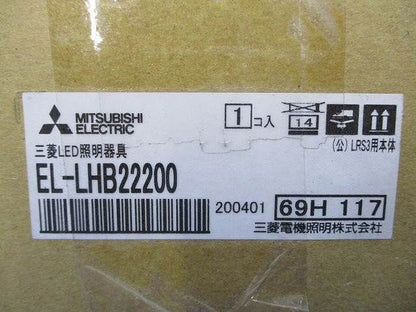 MITSUBISHI
ELECTRIC
1コ入
14
(公) LRS3用本体
三菱LED照明器具
EL-LHB22200
200401
69H 117
三菱電機照明株式会社